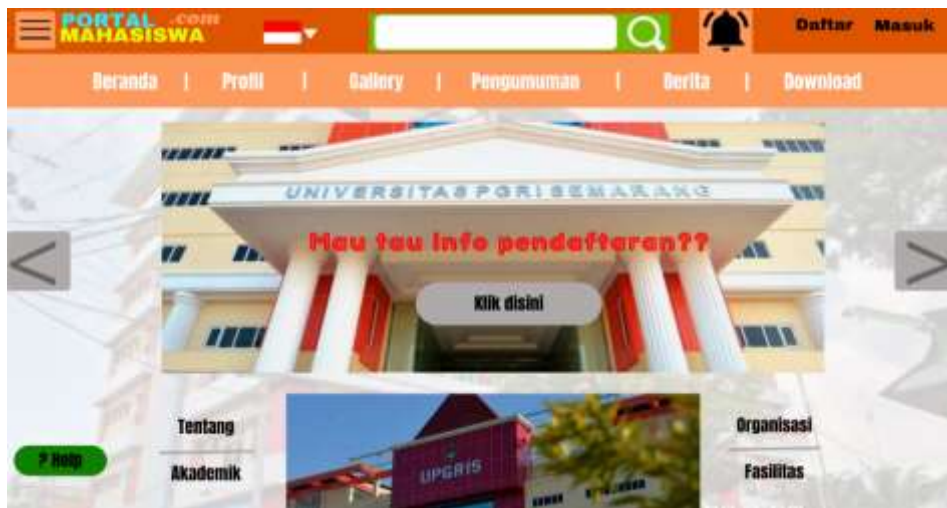 PORTAL .com
MAHASISWA
Daftar Masuk
Beranda | Profil | Gallery | Pengumuman | Berita | Download
UNIVERSITAS PGRI SEMARANG
Mau tau info pendaftaran??
<
>
Klik disini
Tentang
Organisasi
UPGRIS
? Help
Akademik
Fasilitas